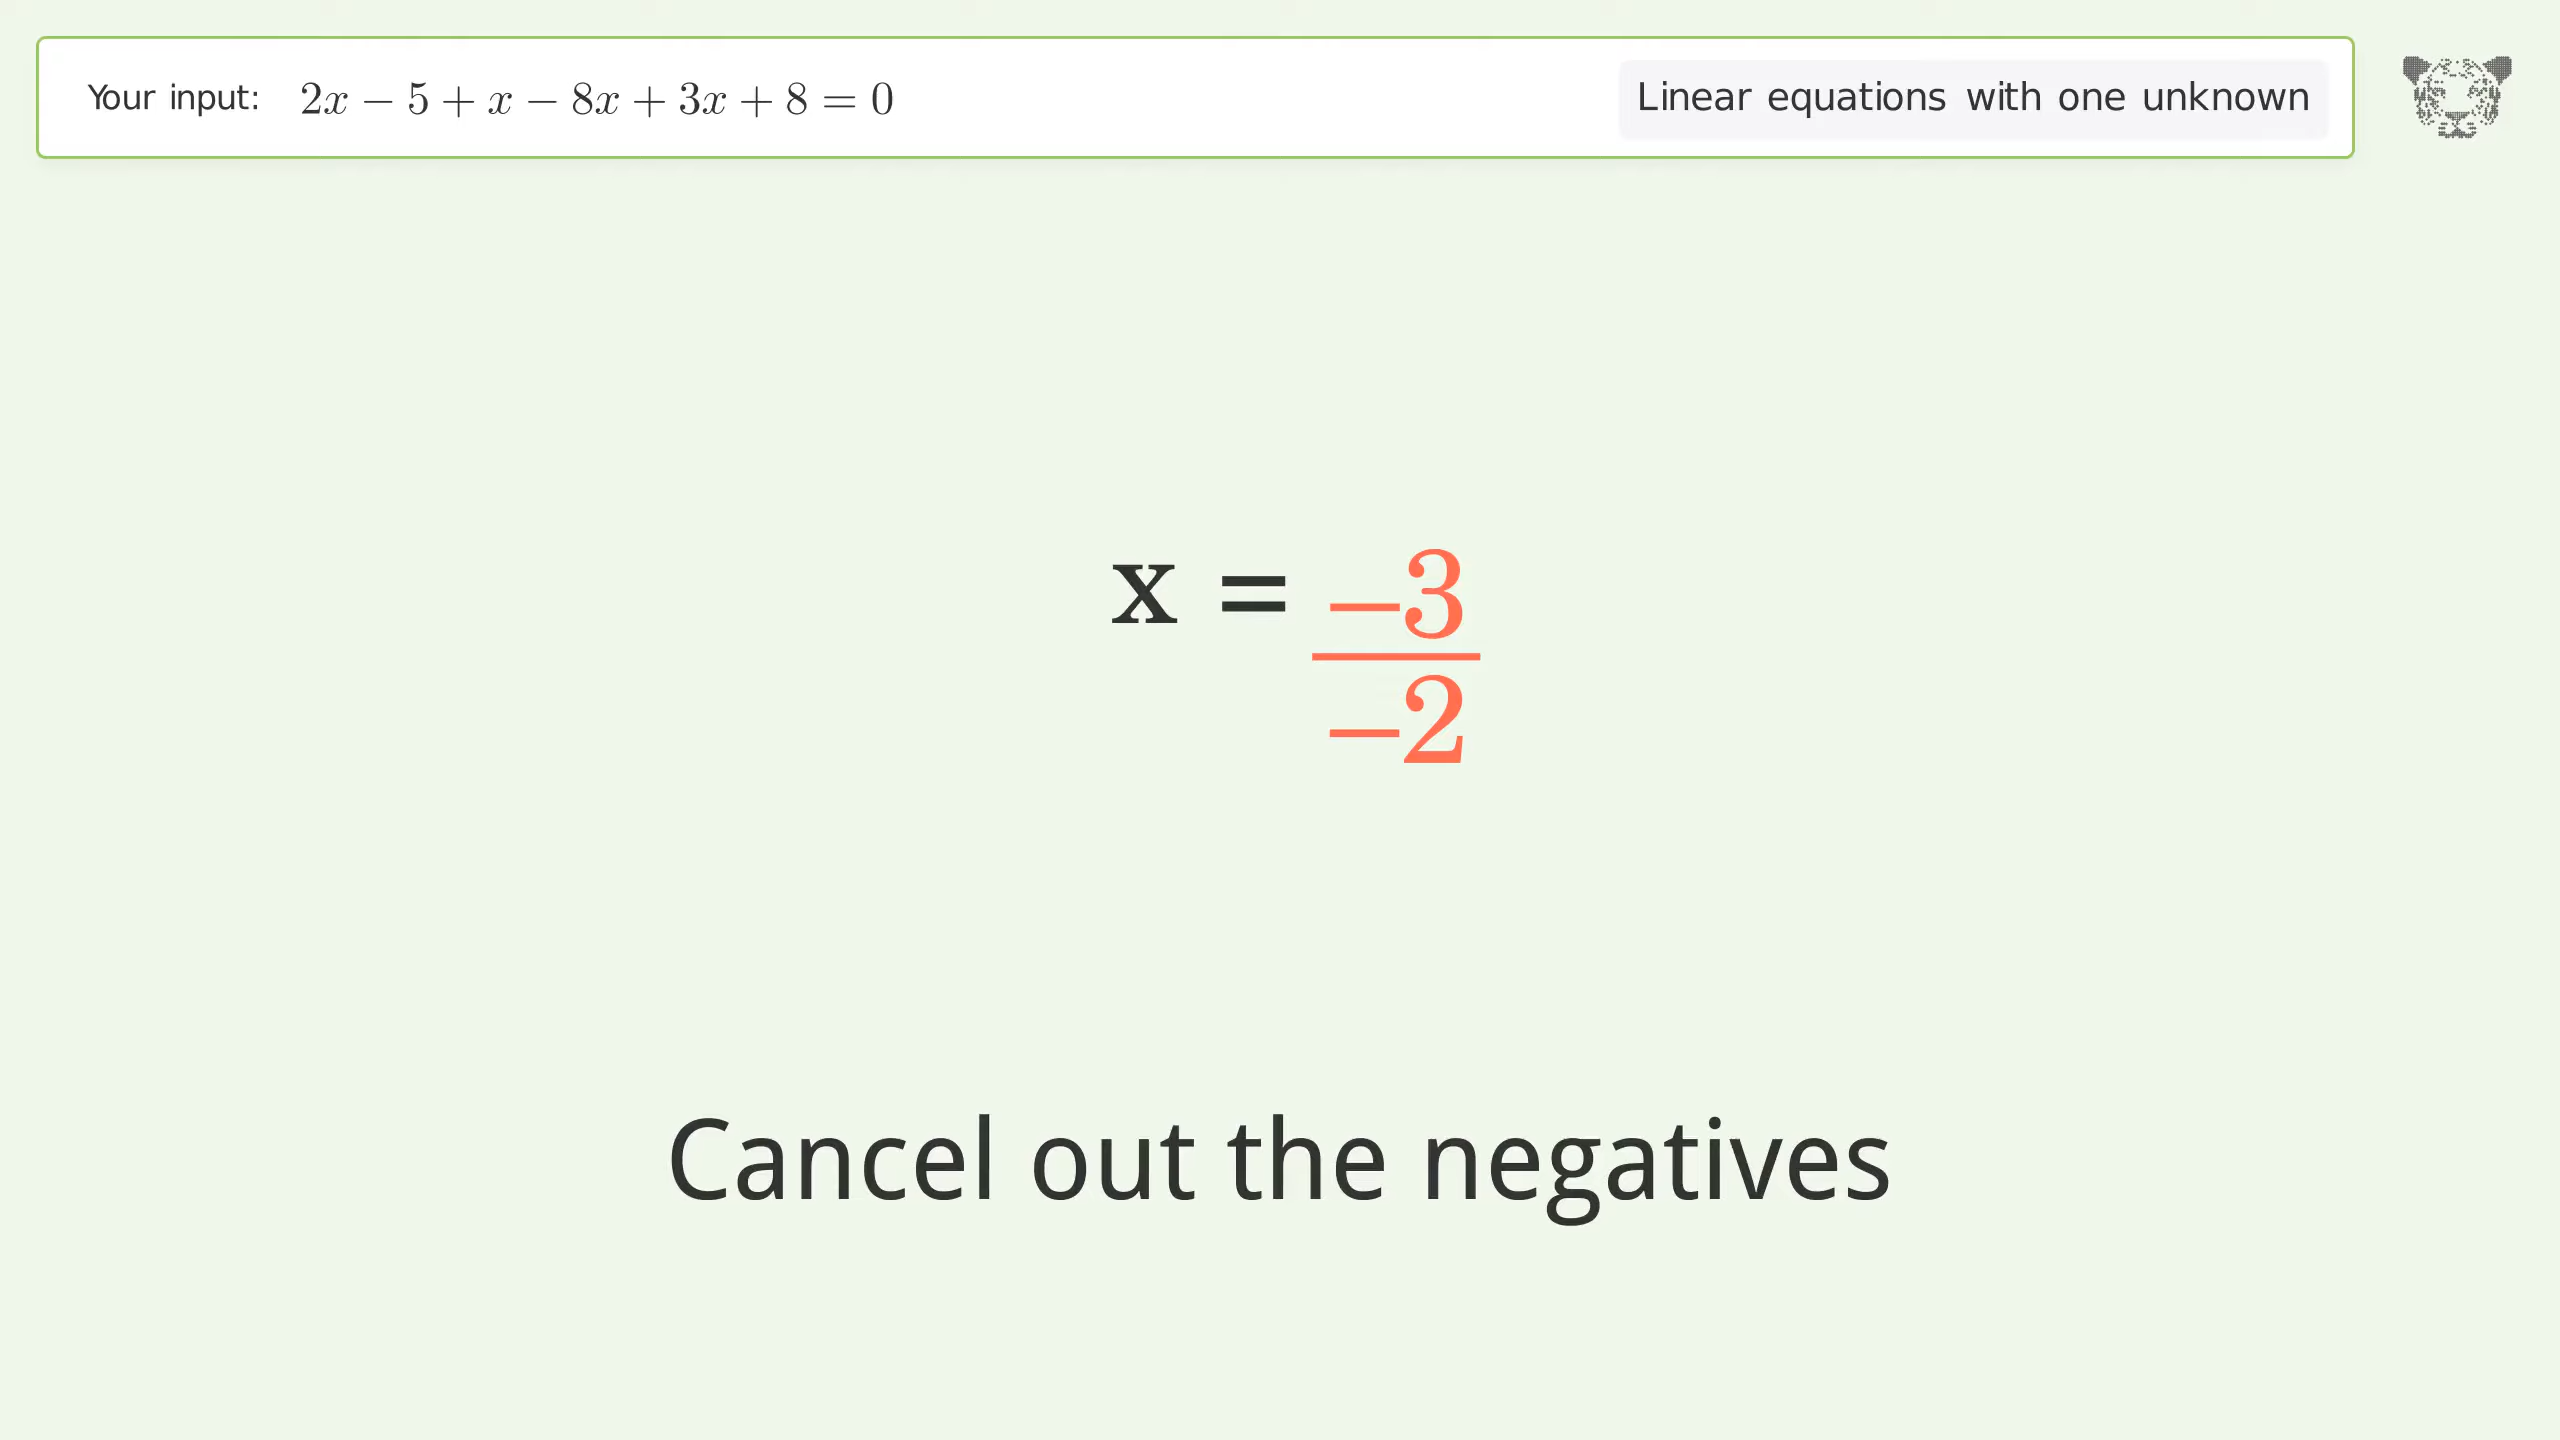 Your input: 2x − 5 + x − 8x + 3x + 8 = 0
Linear equations with one unknown
x = −3/−2
Cancel out the negatives